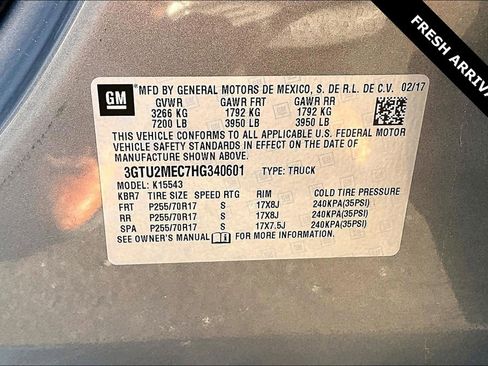 FRESH ARRIVA
GM
MFD BY GENERAL MOTORS DE MEXICO, S. DE R.L. DE C.V. 02/17
GVWR GAWR FRT GAWR RR
3266 KG 1792 KG 1792 KG
7200 LB 3950 LB 3950 LB
THIS VEHICLE CONFORMS TO ALL APPLICABLE U.S. FEDERAL MOTOR
VEHICLE SAFETY STANDARDS IN EFFECT ON THE DATE OF
MANUFACTURE SHOWN ABOVE.
3GTU2MEC7HG340601 TYPE: TRUCK
MODEL: K15543
KBR7 TIRE SIZE SPEED RTG RIM COLD TIRE PRESSURE
FRT P255/70R17 S 17X8J 240KPA(35PSI)
RR P255/70R17 S 17X8J 240KPA(35PSI)
SPA P255/70R17 S 17X7.5J 240KPA(35PSI)
SEE OWNER'S MANUAL FOR MORE INFORMATION.